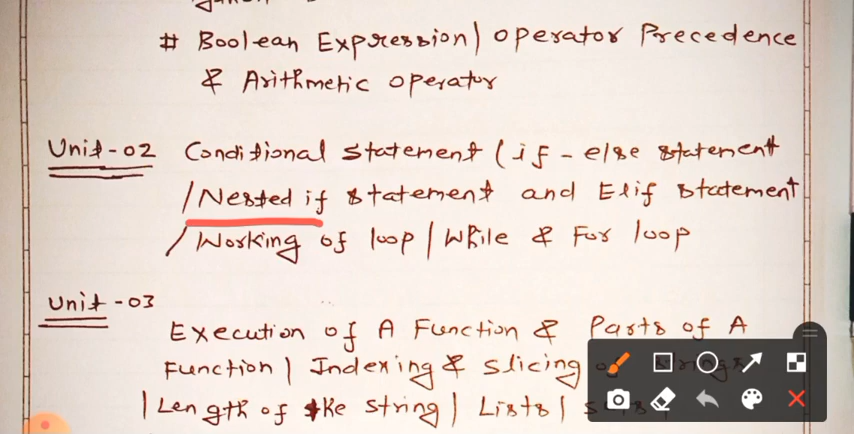 # Boolean Expression | operator Precedence
& Arithmetic operator
Unit-02 Conditional statement (if-else statement
/ Nested if statement and Elif statement
/ Working of loop | While & For loop
Unit-03
Execution of A Function & Parts of A
Function | Indexing & slicing
| Length of the string | Lists |